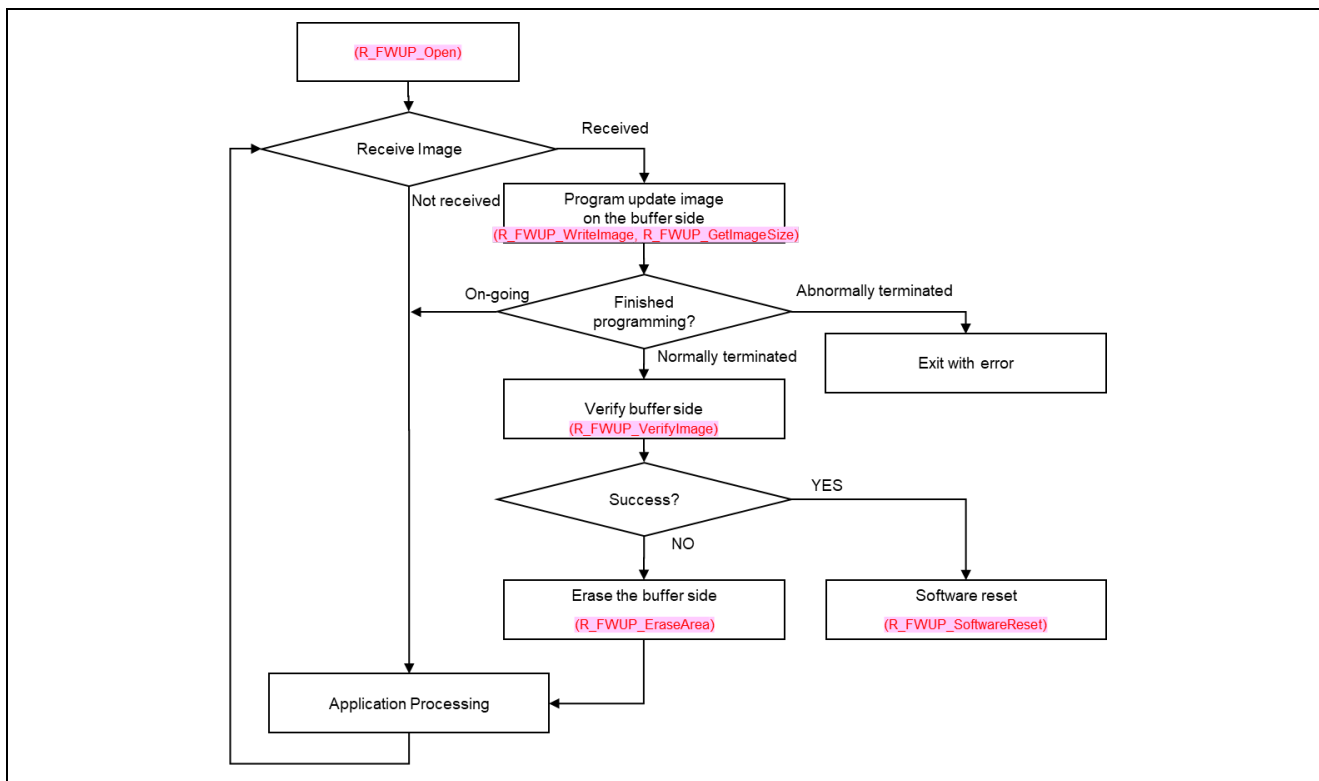 (R_FWUP_Open)
Receive Image
Received
Not received
Program update image
on the buffer side
(R_FWUP_WriteImage, R_FWUP_GetImageSize)
On-going
Finished
programming?
Abnormally terminated
Normally terminated
Exit with error
Verify buffer side
(R_FWUP_VerifyImage)
Success?
YES
NO
Erase the buffer side
(R_FWUP_EraseArea)
Software reset
(R_FWUP_SoftwareReset)
Application Processing